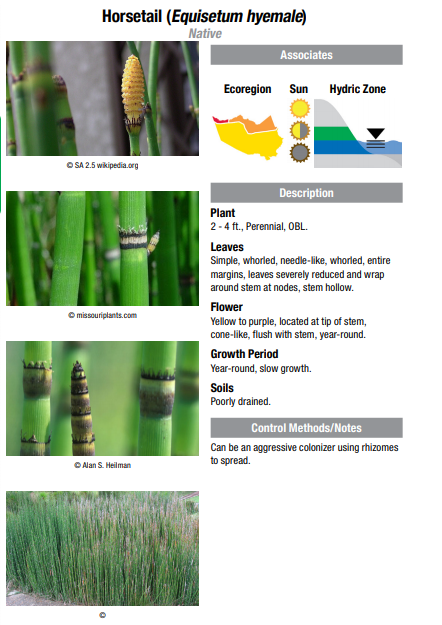 Horsetail (Equisetum hyemale)
Native
© SA 2.5 wikipedia.org
© missouriplants.com
© Alan S. Heilman
©
Associates
Ecoregion Sun Hydric Zone
Description
Plant
2 - 4 ft., Perennial, OBL.
Leaves
Simple, whorled, needle-like, whorled, entire
margins, leaves severely reduced and wrap
around stem at nodes, stem hollow.
Flower
Yellow to purple, located at tip of stem,
cone-like, flush with stem, year-round.
Growth Period
Year-round, slow growth.
Soils
Poorly drained.
Control Methods/Notes
Can be an aggressive colonizer using rhizomes
to spread.